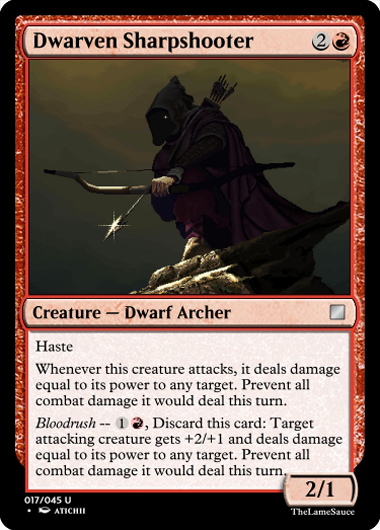 Dwarven Sharpshooter 2
Creature — Dwarf Archer
Haste
Whenever this creature attacks, it deals damage
equal to its power to any target. Prevent all
combat damage it would deal this turn.
Bloodrush -- 1, Discard this card: Target
attacking creature gets +2/+1 and deals damage
equal to its power to any target. Prevent all
combat damage it would deal this turn.
2/1
017/045 U
• ATICHII
TheLameSauce